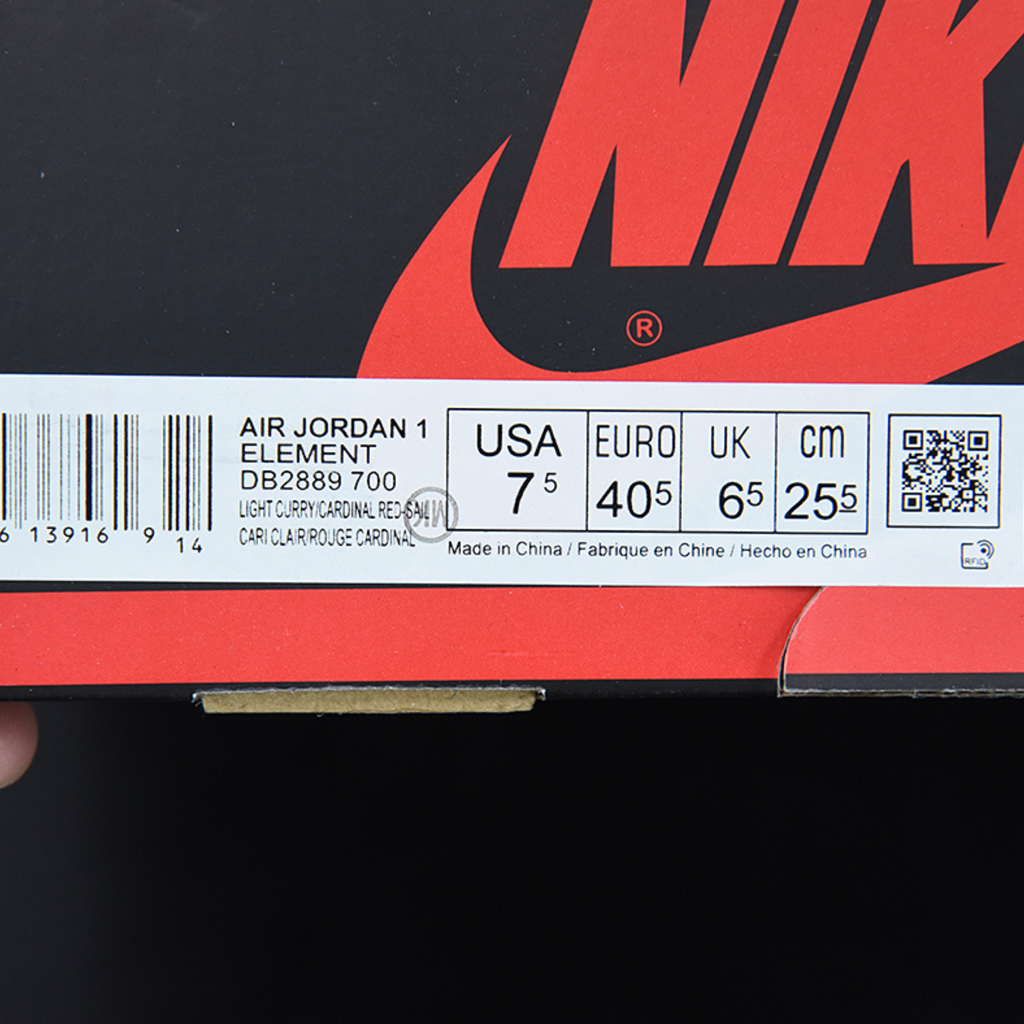 NIK
®
AIR JORDAN 1
ELEMENT
DB2889 700
LIGHT CURRY/CARDINAL RED-SAIL
CARI CLAIR/ROUGE CARDINAL
USA EURO UK cm
7 5 40 5 6 5 25 5
Made in China / Fabrique en Chine / Hecho en China
6 13916 9 14
RFID
MK